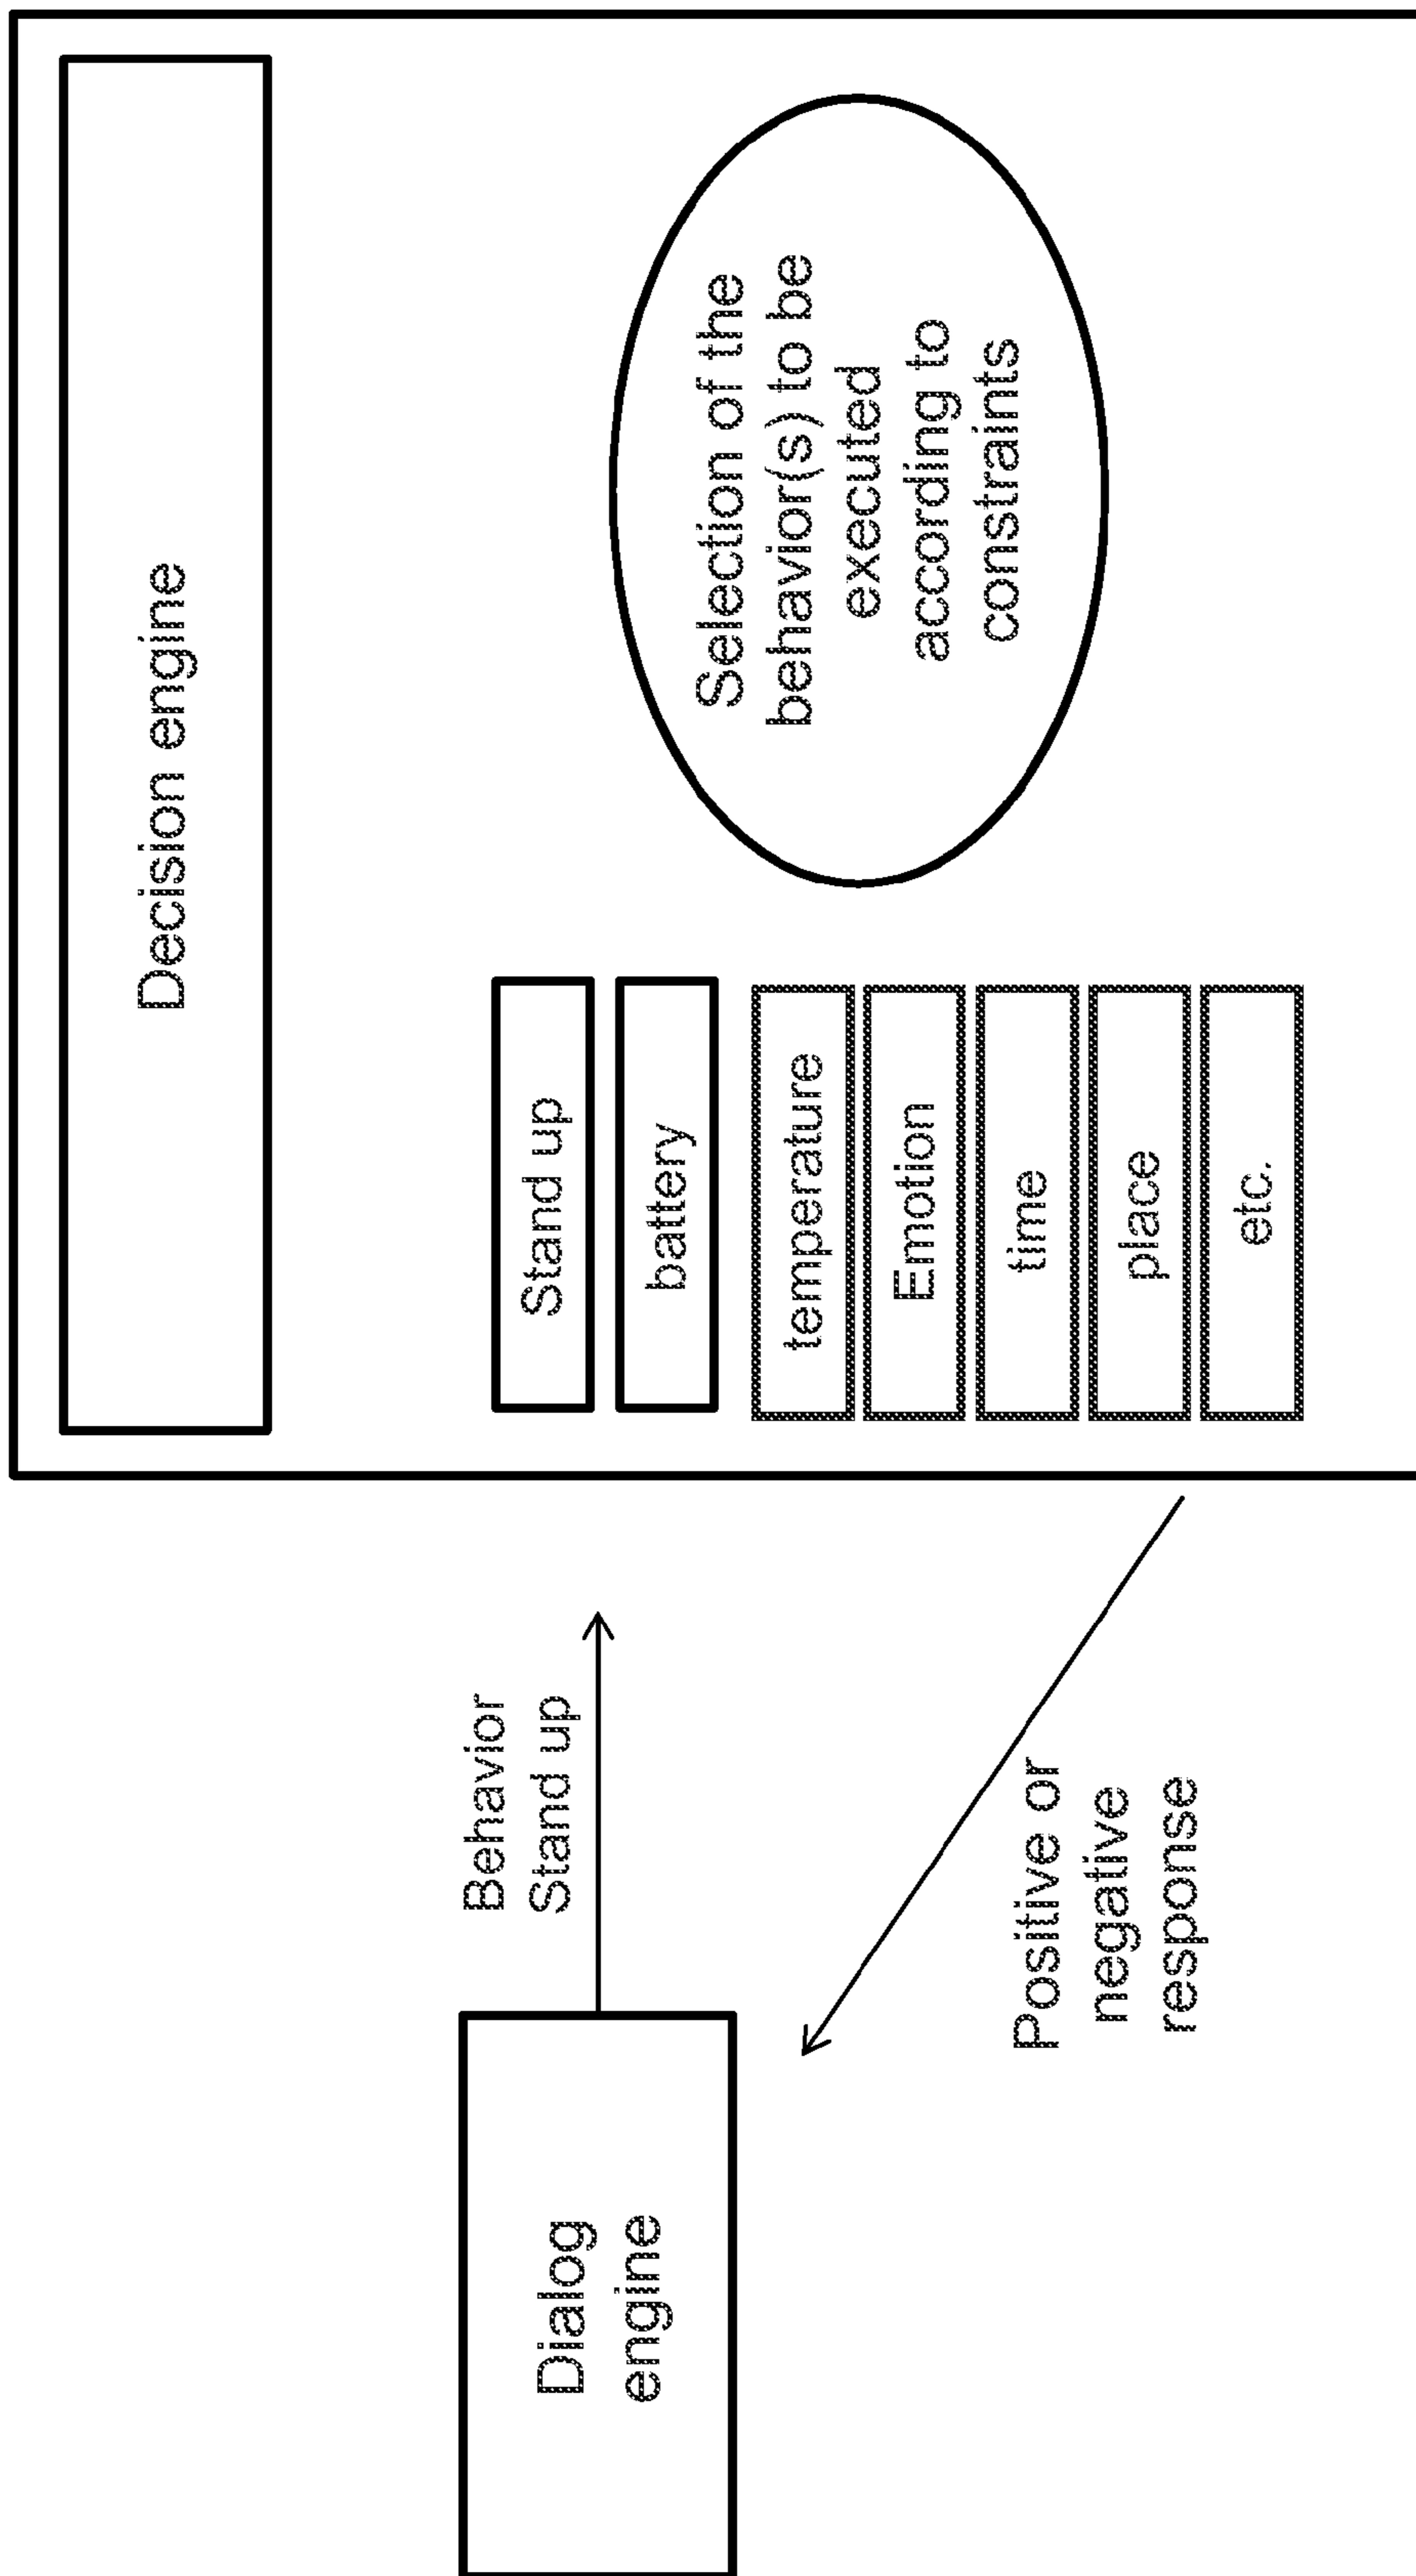 Decision engine
Behavior
Stand up
Dialog
engine
Positive or
negative
response
Stand up
battery
temperature
Emotion
time
place
etc.
Selection of the
behavior(s) to be
executed
according to
constraints